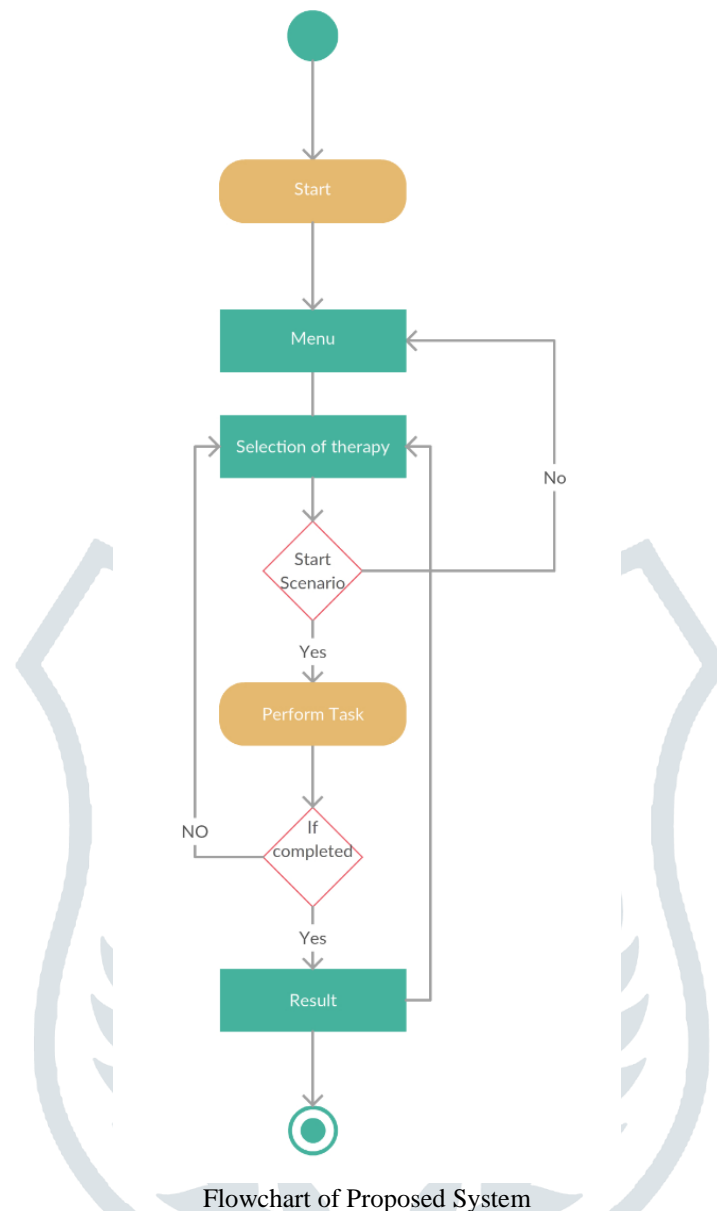 Start
Menu
Selection of therapy
No
Start
Scenario
Yes
Perform Task
If
completed
NO
Yes
Result
Flowchart of Proposed System